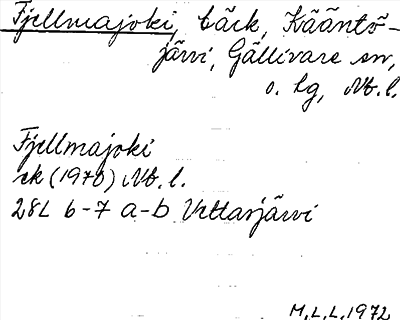 Fjellmajoki, bäck, Kääntö-
järvi, Gällivare sn,
o. lg, Nb. l.
Fjellmajoki
ek (1970) Nb. l.
28L 6-7 a-b Vettasjärvi
M.L.L. 1972